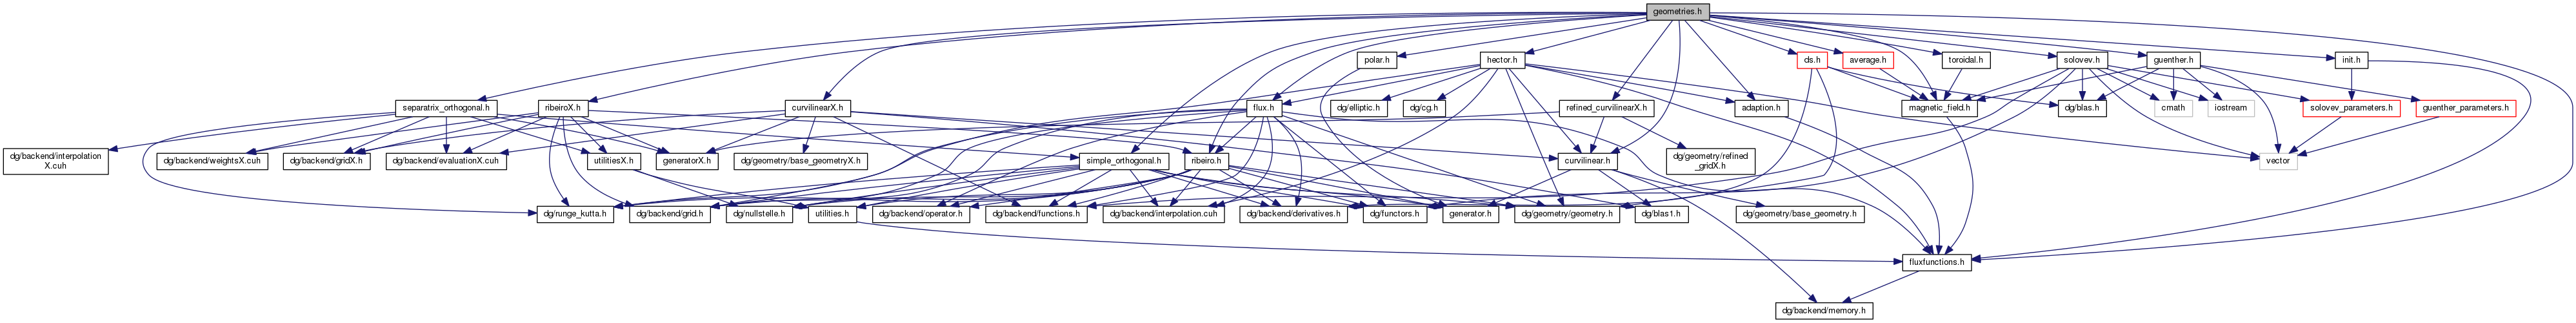 geometries.h
polar.h
hector.h
ds.h
average.h
toroidal.h
solovev.h
guenther.h
init.h
separatrix_orthogonal.h
ribeiroX.h
curvilinearX.h
flux.h
dg/elliptic.h
dg/cg.h
refined_curvilinearX.h
adaption.h
magnetic_field.h
dg/blas.h
cmath
iostream
solovev_parameters.h
guenther_parameters.h
dg/backend/interpolation
X.cuh
dg/backend/weightsX.cuh
dg/backend/gridX.h
dg/backend/evaluationX.cuh
utilitiesX.h
generatorX.h
dg/geometry/base_geometryX.h
simple_orthogonal.h
ribeiro.h
curvilinear.h
dg/geometry/refined
_gridX.h
vector
dg/runge_kutta.h
dg/backend/grid.h
dg/nullstelle.h
utilities.h
dg/backend/operator.h
dg/backend/functions.h
dg/backend/interpolation.cuh
dg/backend/derivatives.h
dg/functors.h
generator.h
dg/geometry/geometry.h
dg/blas1.h
dg/geometry/base_geometry.h
fluxfunctions.h
dg/backend/memory.h